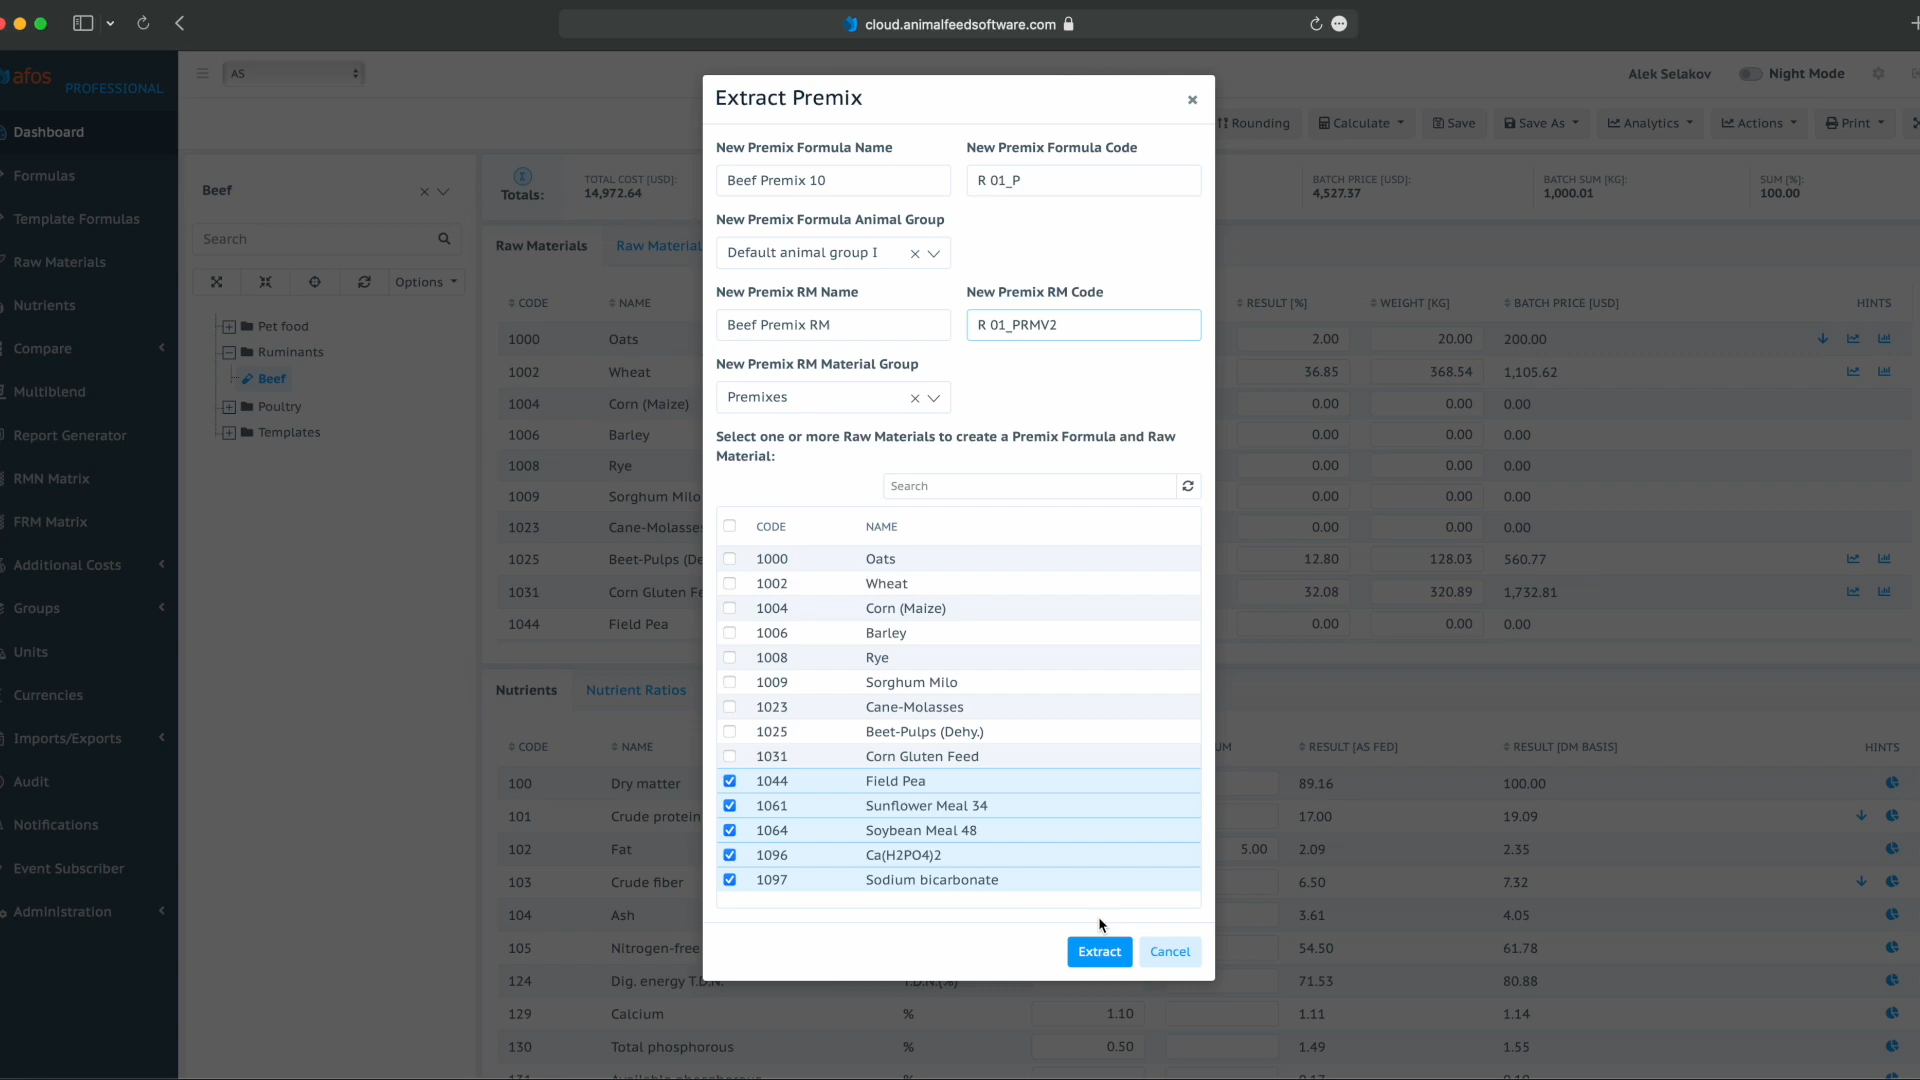 cloud.animalfeedsoftware.com
afos
PROFESSIONAL
AS
Alek Selakov
Night Mode
Dashboard
Formulas
Template Formulas
Raw Materials
Nutrients
Compare
Multiblend
Report Generator
RMN Matrix
FRM Matrix
Additional Costs
Groups
Units
Currencies
Imports/Exports
Audit
Notifications
Event Subscriber
Administration
Rounding
Calculate
Save
Save As
Analytics
Actions
Print
Beef
Search
Options
Pet food
Ruminants
Beef
Poultry
Templates
Totals:
TOTAL COST [USD]:
14,972.64
BATCH PRICE [USD]:
4,527.37
BATCH SUM [KG]:
1,000.01
SUM [%]:
100.00
Raw Materials
Raw Material
CODE NAME RESULT [%] WEIGHT [KG] BATCH PRICE [USD] HINTS
1000 Oats 2.00 20.00 200.00
1002 Wheat 36.85 368.54 1,105.62
1004 Corn (Maize) 0.00 0.00 0.00
1006 Barley 0.00 0.00 0.00
1008 Rye 0.00 0.00 0.00
1009 Sorghum Milo 0.00 0.00 0.00
1023 Cane-Molasses 0.00 0.00 0.00
1025 Beet-Pulps (De 12.80 128.03 560.77
1031 Corn Gluten Fe 32.08 320.89 1,732.81
1044 Field Pea 0.00 0.00 0.00
Nutrients
Nutrient Ratios
CODE NAME UM RESULT [AS FED] RESULT [DM BASIS] HINTS
100 Dry matter 89.16 100.00
101 Crude protein 17.00 19.09
102 Fat 5.00 2.09 2.35
103 Crude fiber 6.50 7.32
104 Ash 3.61 4.05
105 Nitrogen-free 54.50 61.78
124 Dig. energy T.D.N. T.D.N.(%) 71.53 80.88
129 Calcium % 1.10 1.11 1.14
130 Total phosphorous % 0.50 1.49 1.55
Extract Premix
New Premix Formula Name
Beef Premix 10
New Premix Formula Code
R 01_P
New Premix Formula Animal Group
Default animal group I
New Premix RM Name
Beef Premix RM
New Premix RM Code
R 01_PRMV2
New Premix RM Material Group
Premixes
Select one or more Raw Materials to create a Premix Formula and Raw
Material:
Search
CODE NAME
1000 Oats
1002 Wheat
1004 Corn (Maize)
1006 Barley
1008 Rye
1009 Sorghum Milo
1023 Cane-Molasses
1025 Beet-Pulps (Dehy.)
1031 Corn Gluten Feed
1044 Field Pea
1061 Sunflower Meal 34
1064 Soybean Meal 48
1096 Ca(H2PO4)2
1097 Sodium bicarbonate
Extract
Cancel